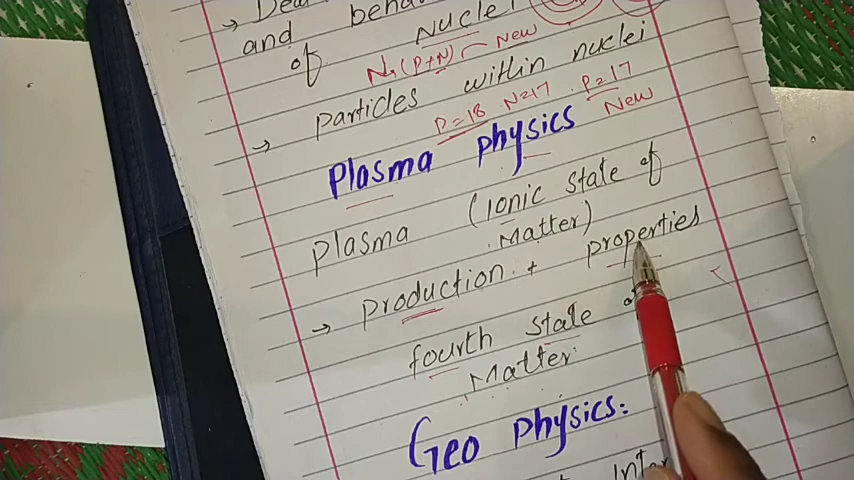 →
and
of
Nuclei
N, (P+N) New
particles within nuclei
P=18 N=17 P=17
New
→
Plasma physics
plasma (ionic state of
Matter)
→ production + properties
fourth state
Matter
Geo physics: